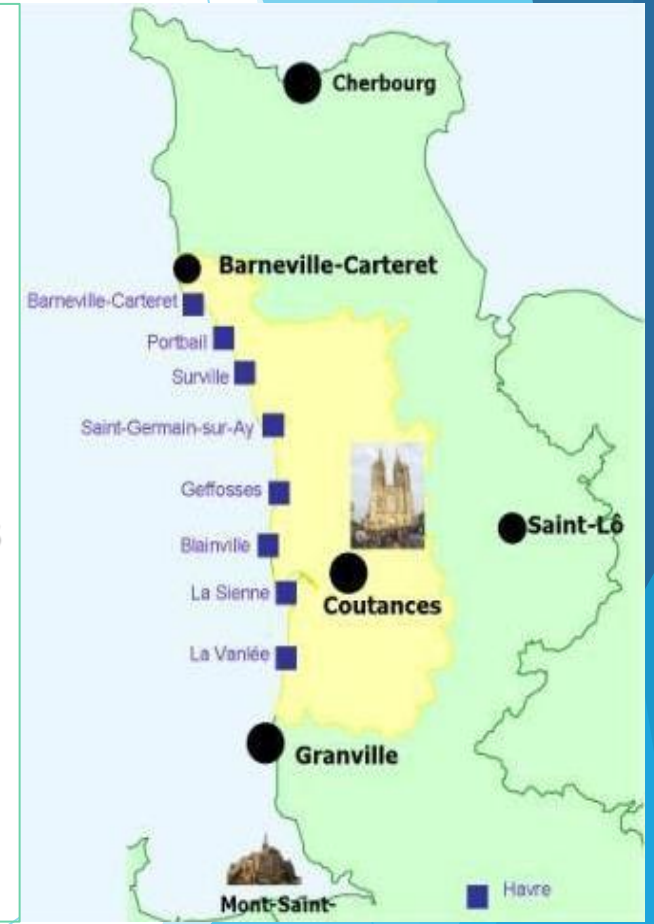 Cherbourg
Barneville-Carteret
Barneville-Carteret
Portbail
Surville
Saint-Germain-sur-Ay
Geffosses
Blainville
Saint-Lô
La Sienne
Coutances
La Vanlée
Granville
Mont-Saint-
Havre